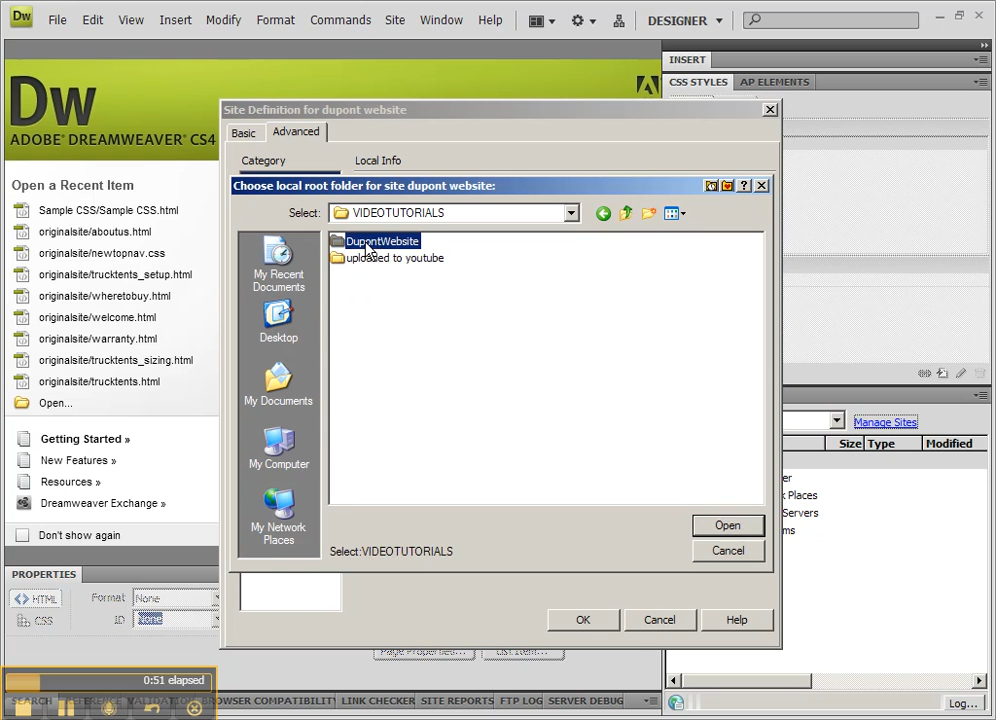 Dw File Edit View Insert Modify Format Commands Site Window Help DESIGNER
INSERT
CSS STYLES AP ELEMENTS
Dw
ADOBE® DREAMWEAVER® CS4
Site Definition for dupont website
Basic Advanced
Category Local Info
Choose local root folder for site dupont website:
Select: VIDEOTUTORIALS
DupontWebsite
uploaded to youtube
My Recent Documents
Desktop
My Documents
My Computer
My Network Places
Open
Select:VIDEOTUTORIALS Cancel
OK Cancel Help
Open a Recent Item
Sample CSS/Sample CSS.html
originalsite/aboutus.html
originalsite/newtopnav.css
originalsite/trucktents_setup.html
originalsite/wheretobuy.html
originalsite/welcome.html
originalsite/warranty.html
originalsite/trucktents_sizing.html
originalsite/trucktents.html
Open...
Getting Started »
New Features »
Resources »
Dreamweaver Exchange »
Don't show again
Manage Sites
Size Type Modified
Places
Servers
PROPERTIES
HTML Format None
CSS ID None
Page Properties... List Item...
0:51 elapsed
SEARCH REFERENCE VALIDATION BROWSER COMPATIBILITY LINK CHECKER SITE REPORTS FTP LOG SERVER DEBUG
Log...